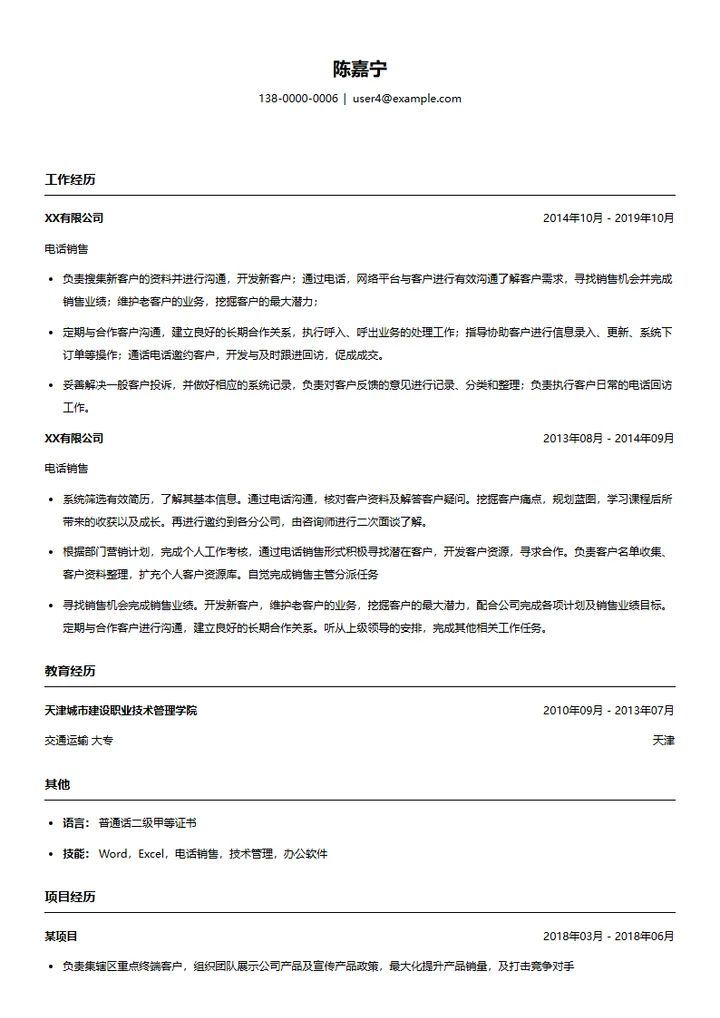 陈嘉宁
138-0000-0006 | user4@example.com
工作经历
XX有限公司 2014年10月 - 2019年10月
电话销售
• 负责搜集新客户的资料并进行沟通，开发新客户；通过电话，网络平台与客户进行有效沟通了解客户需求，寻找销售机会并完成
销售业绩；维护老客户的业务，挖掘客户的最大潜力；
• 定期与合作客户沟通，建立良好的长期合作关系，执行呼入、呼出业务的处理工作；指导协助客户进行信息录入、更新、系统下
订单等操作；通话电话邀约客户，开发与及时跟进回访，促成成交。
• 妥善解决一般客户投诉，并做好相应的系统记录，负责对客户反馈的意见进行记录、分类和整理；负责执行客户日常的电话回访
工作。
XX有限公司 2013年08月 - 2014年09月
电话销售
• 系统筛选有效简历，了解其基本信息。通过电话沟通，核对客户资料及解答客户疑问。挖掘客户痛点，规划蓝图，学习课程后所
带来的收获以及成长。再进行邀约到各分公司，由咨询师进行二次面谈了解。
• 根据部门营销计划，完成个人工作考核，通过电话销售形式积极寻找潜在客户，开发客户资源，寻求合作。负责客户名单收集、
客户资料整理，扩充个人客户资源库。自觉完成销售主管分派任务
• 寻找销售机会完成销售业绩。开发新客户，维护老客户的业务，挖掘客户的最大潜力，配合公司完成各项计划及销售业绩目标。
定期与合作客户进行沟通，建立良好的长期合作关系。听从上级领导的安排，完成其他相关工作任务。
教育经历
天津城市建设职业技术管理学院 2010年09月 - 2013年07月
交通运输 大专 天津
其他
• 语言： 普通话二级甲等证书
• 技能： Word，Excel，电话销售，技术管理，办公软件
项目经历
某项目 2018年03月 - 2018年06月
• 负责集辖区重点终端客户，组织团队展示公司产品及宣传产品政策，最大化提升产品销量，及打击竞争对手